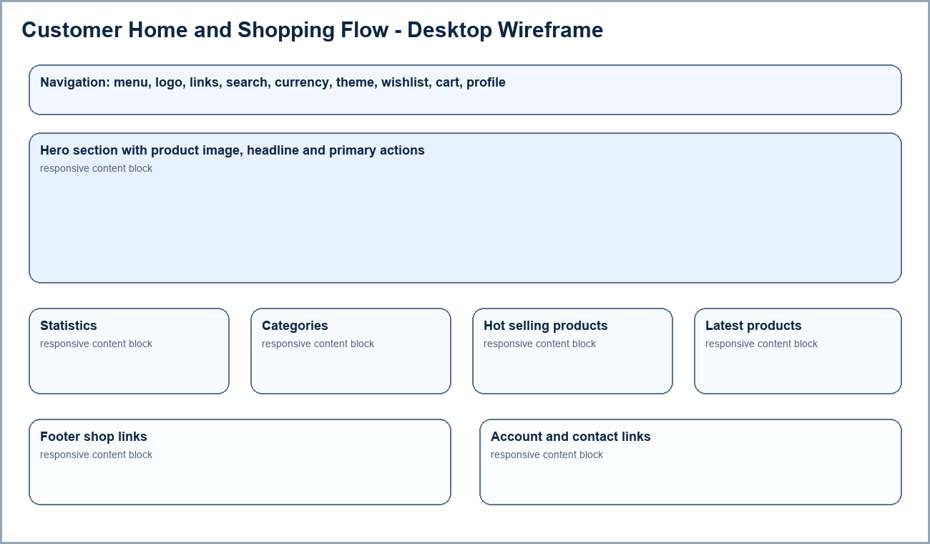 Customer Home and Shopping Flow - Desktop Wireframe
Navigation: menu, logo, links, search, currency, theme, wishlist, cart, profile
Hero section with product image, headline and primary actions
responsive content block
Statistics
responsive content block
Categories
responsive content block
Hot selling products
responsive content block
Latest products
responsive content block
Footer shop links
responsive content block
Account and contact links
responsive content block